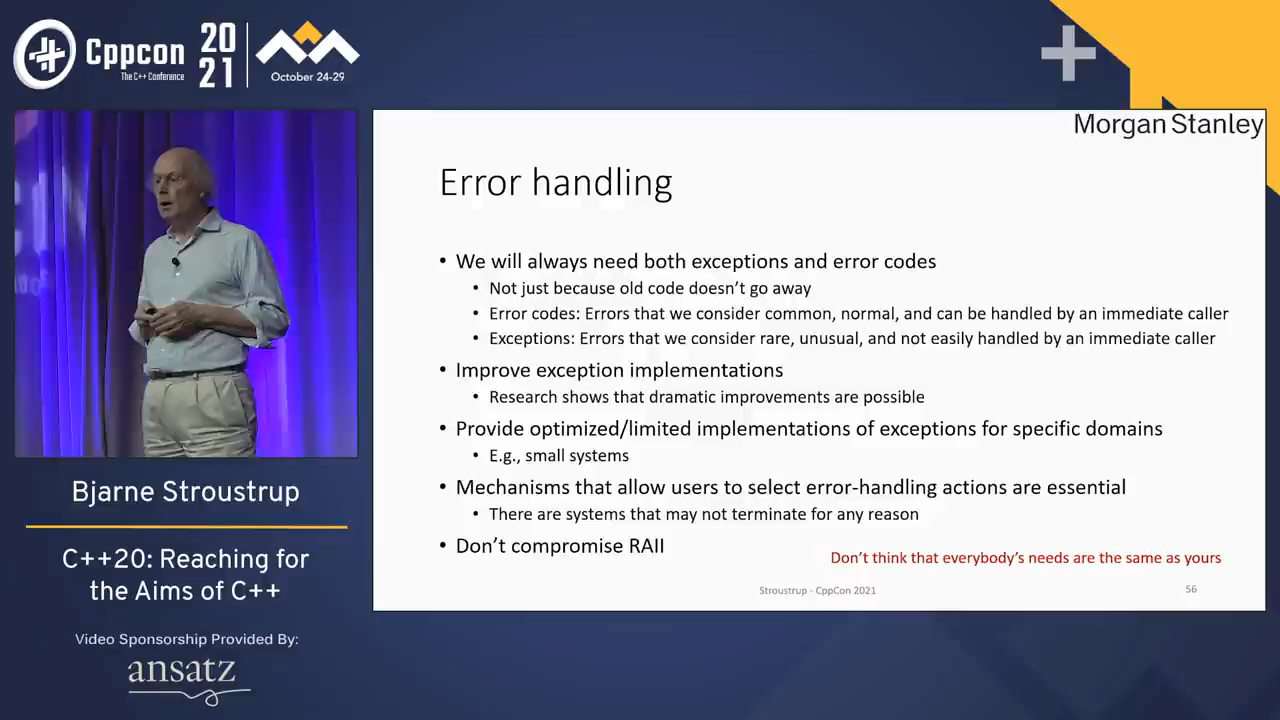 Cppcon
The C++ Conference
20
21
October 24-29
Morgan Stanley
Error handling
• We will always need both exceptions and error codes
• Not just because old code doesn't go away
• Error codes: Errors that we consider common, normal, and can be handled by an immediate caller
• Exceptions: Errors that we consider rare, unusual, and not easily handled by an immediate caller
• Improve exception implementations
• Research shows that dramatic improvements are possible
• Provide optimized/limited implementations of exceptions for specific domains
• E.g., small systems
• Mechanisms that allow users to select error-handling actions are essential
• There are systems that may not terminate for any reason
• Don't compromise RAII
Don't think that everybody's needs are the same as yours
Stroustrup - CppCon 2021
56
Bjarne Stroustrup
C++20: Reaching for
the Aims of C++
Video Sponsorship Provided By:
ansatz